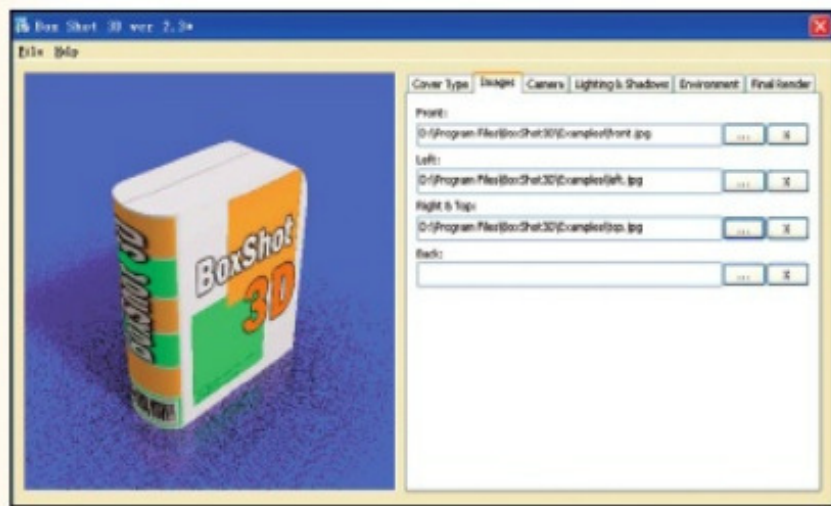 Box Shot 3D ver 2.3*
File Help
Cover Type Images Camera Lighting & Shadows Environment Final Render
Front:
D:\Program Files\BoxShot3D\Examples\front.jpg ... X
Left:
D:\Program Files\BoxShot3D\Examples\left.jpg ... X
Right & Top:
D:\Program Files\BoxShot3D\Examples\top.jpg ... X
Back:
... X
BoxShot
3D
BOXSHOT 3D